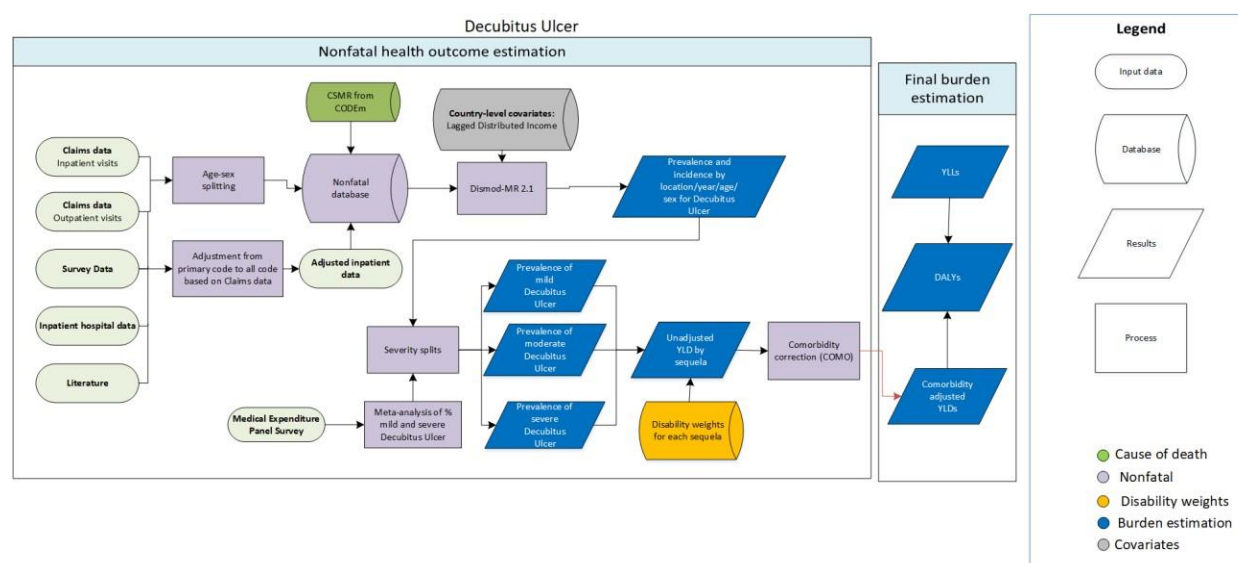 Decubitus Ulcer
Nonfatal health outcome estimation
CSMR from
CODEm
Country-level covariates:
Lagged Distributed Income
Claims data
Inpatient visits
Age-sex
splitting
Nonfatal
database
Dismod-MR 2.1
Prevalence and
incidence by
location/year/age/
sex for Decubitus
Ulcer
Claims data
Outpatient visits
Survey Data
Adjustment from
primary code to all code
based on Claims data
Adjusted inpatient
data
Inpatient hospital data
Literature
Prevalence of
mild
Decubitus
Ulcer
Severity splits
Prevalence of
moderate
Decubitus
Ulcer
Unadjusted
YLD by
sequela
Comorbidity
correction (COMO)
Medical Expenditure
Panel Survey
Meta-analysis of %
mild and severe
Decubitus Ulcer
Prevalence of
severe
Decubitus
Ulcer
Disability weights
for each sequela
Final burden
estimation
YLLs
DALYs
Comorbidity
adjusted
YLDs
Legend
Input data
Database
Results
Process
Cause of death
Nonfatal
Disability weights
Burden estimation
Covariates